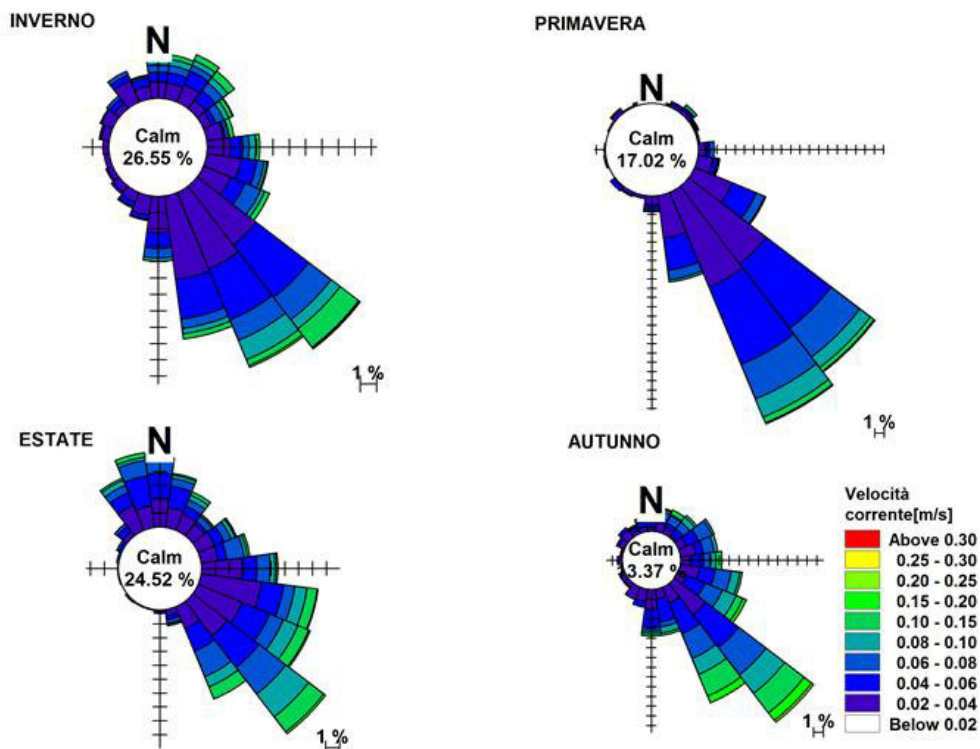 INVERNO
N
Calm
26.55 %
1 %
PRIMAVERA
N
Calm
17.02 %
1 %
ESTATE
N
Calm
24.52 %
1 %
AUTUNNO
N
Calm
3.37 %
1 %
Velocità
corrente[m/s]
Above 0.30
0.25 - 0.30
0.20 - 0.25
0.15 - 0.20
0.10 - 0.15
0.08 - 0.10
0.06 - 0.08
0.04 - 0.06
0.02 - 0.04
Below 0.02